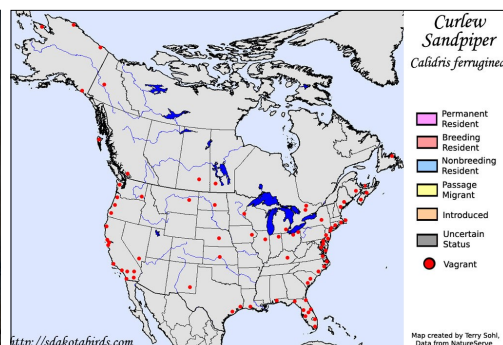 Curlew
Sandpiper
Calidris ferruginea
Permanent
Resident
Breeding
Resident
Nonbreeding
Resident
Passage
Migrant
Introduced
Uncertain
Status
Vagrant
http://sdakotabirds.com
Map created by Terry Sohl,
Data from NatureServe